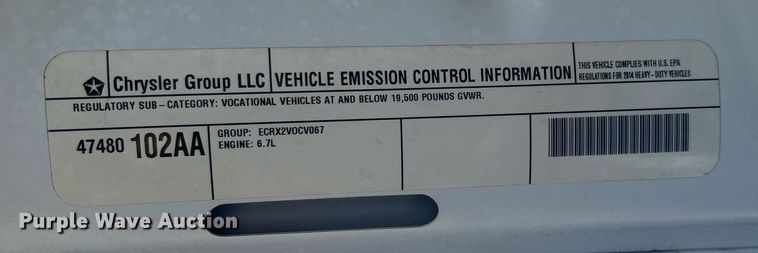 Chrysler Group LLC
VEHICLE EMISSION CONTROL INFORMATION
THIS VEHICLE COMPLIES WITH U.S. EPA
REGULATIONS FOR 2014 HEAVY-DUTY VEHICLES
REGULATORY SUB-CATEGORY: VOCATIONAL VEHICLES AT AND BELOW 19,500 POUNDS GVWR.
47480 102AA
GROUP: ECRX2VOCV067
ENGINE: 6.7L
Purple Wave Auction